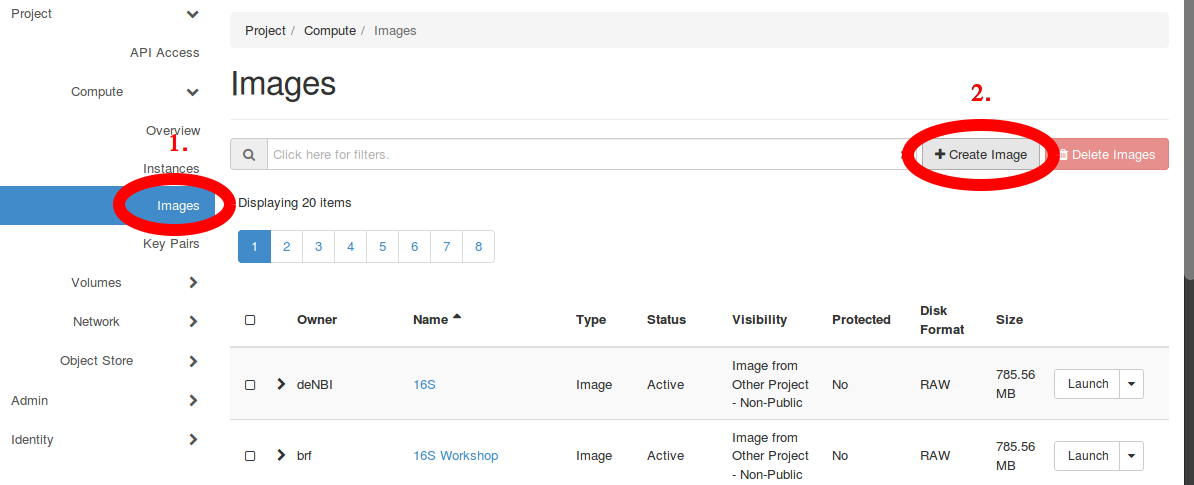 Project
API Access
Compute
Overview
1.
Instances
Images
Key Pairs
Volumes
Network
Object Store
Admin
Identity
Project / Compute / Images
Images
2.
Click here for filters.
Create Image
Delete Images
Displaying 20 items
1 2 3 4 5 6 7 8
Owner Name Type Status Visibility Protected Disk Format Size
deNBI 16S Image Active Image from Other Project - Non-Public No RAW 785.56 MB Launch
brf 16S Workshop Image Active Image from Other Project - Non-Public No RAW 785.56 MB Launch